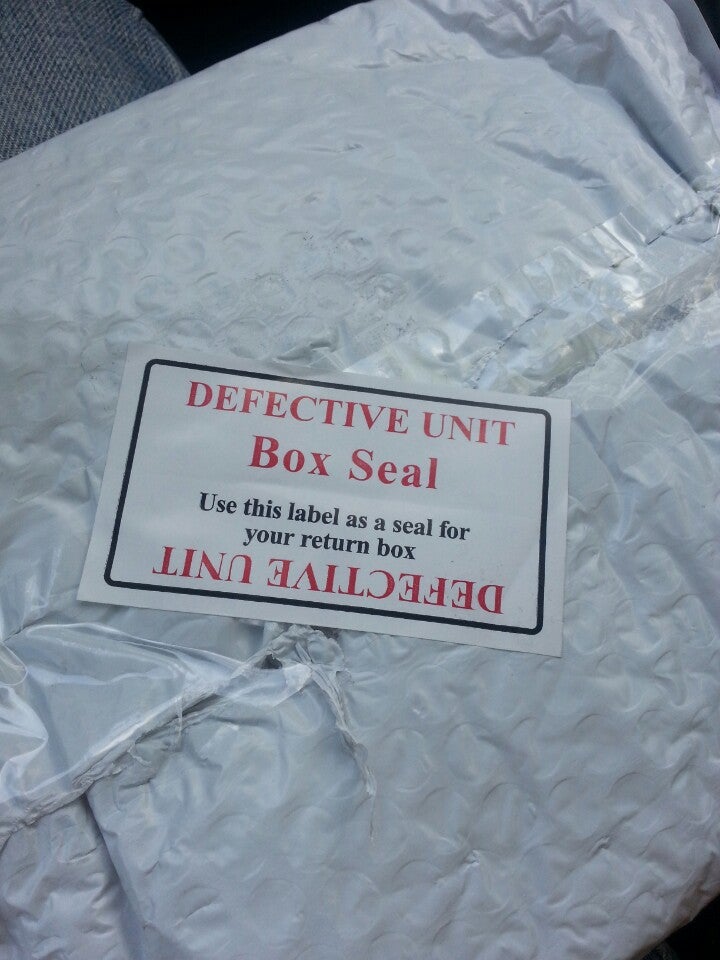 DEFECTIVE UNIT
Box Seal
Use this label as a seal for
your return box
DEFECTIVE UNIT